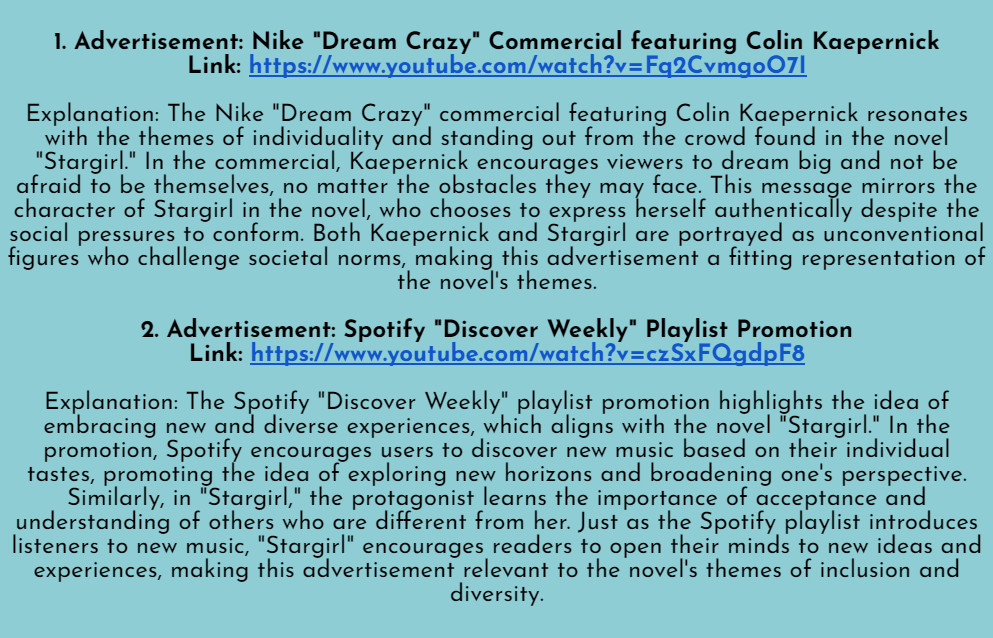 1. Advertisement: Nike "Dream Crazy" Commercial featuring Colin Kaepernick
Link: https://www.youtube.com/watch?v=Fq2CvmgoO7I
Explanation: The Nike "Dream Crazy" commercial featuring Colin Kaepernick resonates
with the themes of individuality and standing out from the crowd found in the novel
"Stargirl." In the commercial, Kaepernick encourages viewers to dream big and not be
afraid to be themselves, no matter the obstacles they may face. This message mirrors the
character of Stargirl in the novel, who chooses to express herself authentically despite the
social pressures to conform. Both Kaepernick and Stargirl are portrayed as unconventional
figures who challenge societal norms, making this advertisement a fitting representation of
the novel's themes.
2. Advertisement: Spotify "Discover Weekly" Playlist Promotion
Link: https://www.youtube.com/watch?v=czSxFQgdpF8
Explanation: The Spotify "Discover Weekly" playlist promotion highlights the idea of
embracing new and diverse experiences, which aligns with the novel "Stargirl." In the
promotion, Spotify encourages users to discover new music based on their individual
tastes, promoting the idea of exploring new horizons and broadening one's perspective.
Similarly, in "Stargirl," the protagonist learns the importance of acceptance and
understanding of others who are different from her. Just as the Spotify playlist introduces
listeners to new music, "Stargirl" encourages readers to open their minds to new ideas and
experiences, making this advertisement relevant to the novel's themes of inclusion and
diversity.